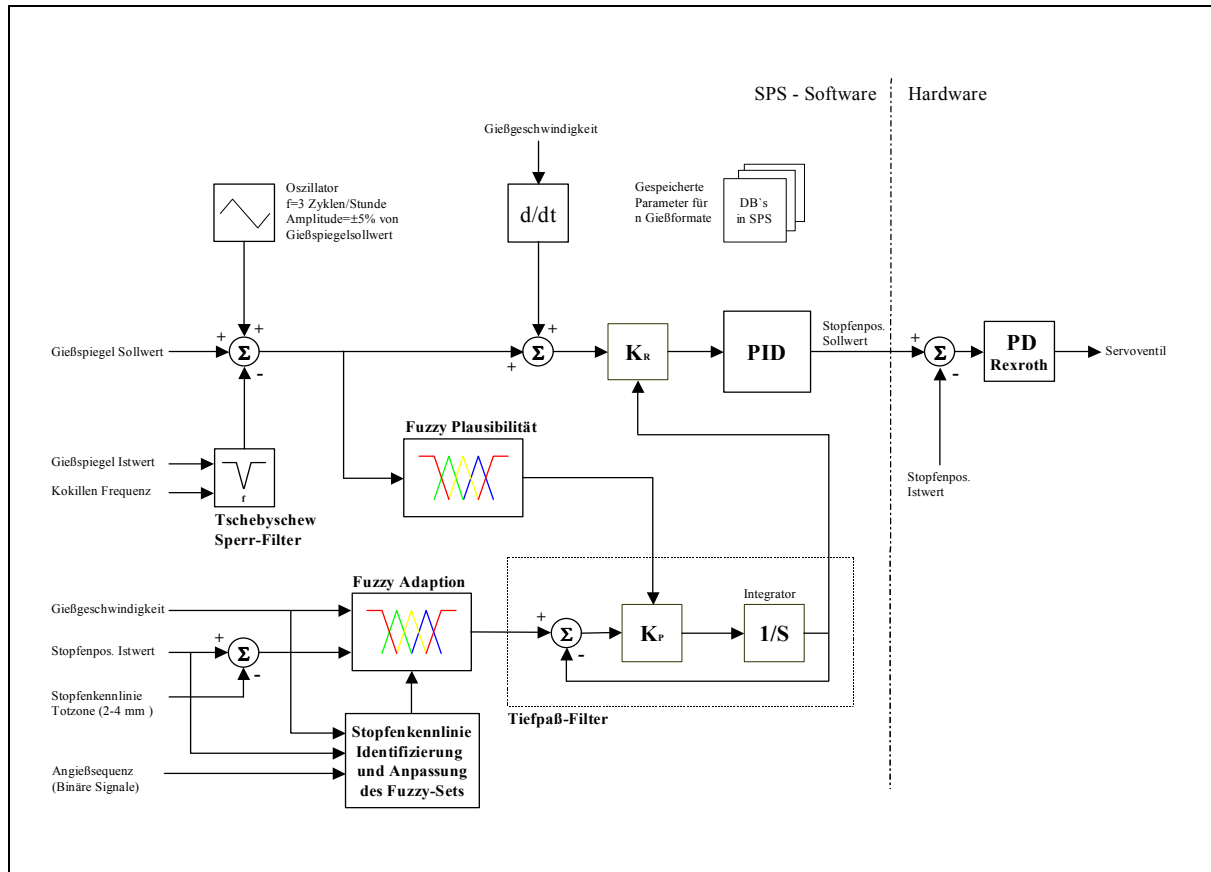 SPS - Software
Hardware
Gießgeschwindigkeit
Oszillator
f=3 Zyklen/Stunde
Amplitude=±5% von
Gießspiegelsollwert
d/dt
Gespeicherte
Parameter für
n Gießformate
DB`s
in SPS
+
+
+
-
Σ
Gießspiegel Sollwert
+
+
Σ
KR
PID
Stopfenpos.
Sollwert
+
-
Σ
PD
Rexroth
Servoventil
Gießspiegel Istwert
Kokillen Frequenz
f
Tschebyschew
Sperr-Filter
Fuzzy Plausibilität
Stopfenpos.
Istwert
Fuzzy Adaption
Gießgeschwindigkeit
Stopfenpos. Istwert
+
-
Σ
Stopfenkennlinie
Totzone (2-4 mm )
+
-
Σ
KP
Integrator
1/S
Tiefpaß-Filter
Stopfenkennlinie
Identifizierung
und Anpassung
des Fuzzy-Sets
Angießsequenz
(Binäre Signale)